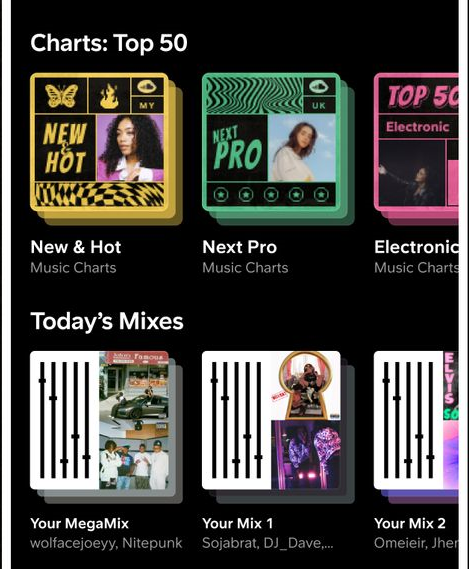 Charts: Top 50
MY
NEW
&
HOT
UK
NEXT
PRO
TOP 50
Electronic
New & Hot
Music Charts
Next Pro
Music Charts
Electronic
Music Charts
Today's Mixes
Famous
ELVIS
Your MegaMix
wolfacejoeyy, Nitepunk
Your Mix 1
Sojabrat, DJ_Dave,...
Your Mix 2
Omeieir, Jher